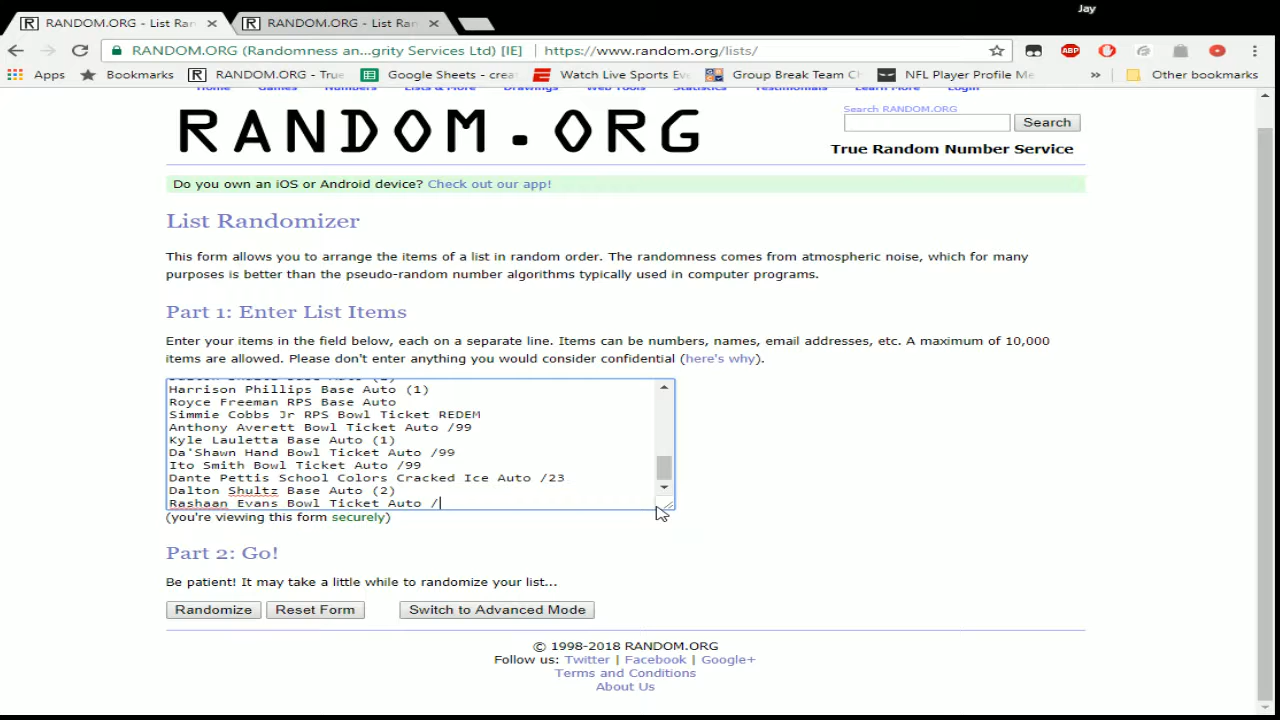 Jay
RANDOM.ORG - List Ran
RANDOM.ORG - List Ran
RANDOM.ORG (Randomness an...grity Services Ltd) [IE] https://www.random.org/lists/
Apps Bookmarks RANDOM.ORG - True Google Sheets - crea Watch Live Sports Eve Group Break Team Ch NFL Player Profile Me » Other bookmarks
Home Games Numbers Lists & More Drawings Web Tools Statistics Testimonials Learn More Login
RANDOM.ORG
Search RANDOM.ORG
Search
True Random Number Service
Do you own an iOS or Android device? Check out our app!
List Randomizer
This form allows you to arrange the items of a list in random order. The randomness comes from atmospheric noise, which for many
purposes is better than the pseudo-random number algorithms typically used in computer programs.
Part 1: Enter List Items
Enter your items in the field below, each on a separate line. Items can be numbers, names, email addresses, etc. A maximum of 10,000
items are allowed. Please don't enter anything you would consider confidential (here's why).
Harrison Phillips Base Auto (1)
Royce Freeman RPS Base Auto
Simmie Cobbs Jr RPS Bowl Ticket REDEM
Anthony Averett Bowl Ticket Auto /99
Kyle Lauletta Base Auto (1)
Da'Shawn Hand Bowl Ticket Auto /99
Ito Smith Bowl Ticket Auto /99
Dante Pettis School Colors Cracked Ice Auto /23
Dalton Shultz Base Auto (2)
Rashaan Evans Bowl Ticket Auto /
(you're viewing this form securely)
Part 2: Go!
Be patient! It may take a little while to randomize your list...
Randomize Reset Form Switch to Advanced Mode
© 1998-2018 RANDOM.ORG
Follow us: Twitter | Facebook | Google+
Terms and Conditions
About Us